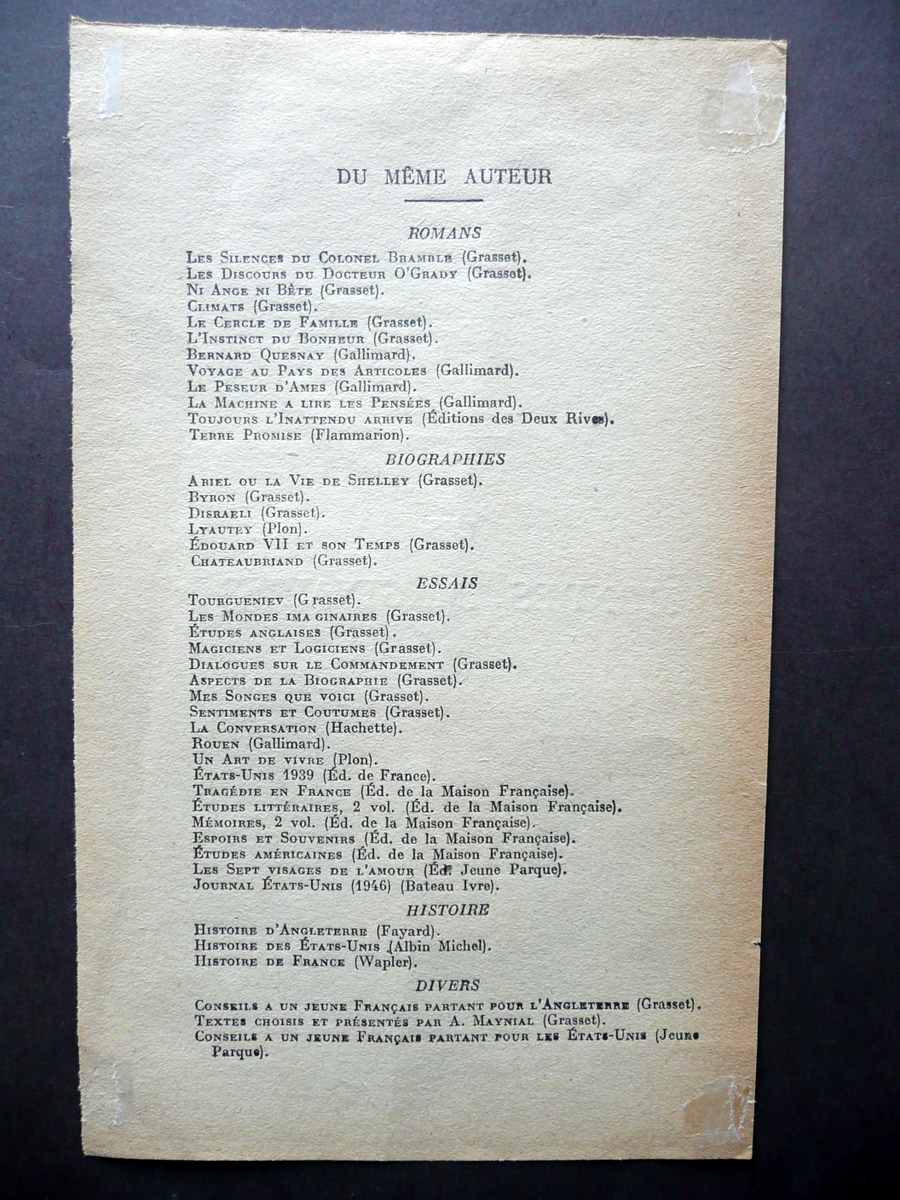 DU MÊME AUTEUR
ROMANS
Les Silences du Colonel Bramble (Grasset).
Les Discours du Docteur O'Grady (Grasset).
Ni Ange ni Bête (Grasset).
Climats (Grasset).
Le Cercle de Famille (Grasset).
L'Instinct du Bonheur (Grasset).
Bernard Quesnay (Gallimard).
Voyage au Pays des Articoles (Gallimard).
Le Peseur d'Ames (Gallimard).
La Machine a lire les Pensées (Gallimard).
Toujours l'Inattendu arrive (Éditions des Deux Rives).
Terre Promise (Flammarion).
BIOGRAPHIES
Ariel ou la Vie de Shelley (Grasset).
Byron (Grasset).
Disraeli (Grasset).
Lyautey (Plon).
Édouard VII et son Temps (Grasset).
Chateaubriand (Grasset).
ESSAIS
Tourgueniev (Grasset).
Les Mondes imaginaires (Grasset).
Études anglaises (Grasset).
Magiciens et Logiciens (Grasset).
Dialogues sur le Commandement (Grasset).
Aspects de la Biographie (Grasset).
Mes Songes que voici (Grasset).
Sentiments et Coutumes (Grasset).
La Conversation (Hachette).
Rouen (Gallimard).
Un Art de vivre (Plon).
États-Unis 1939 (Éd. de France).
Tragédie en France (Éd. de la Maison Française).
Études littéraires, 2 vol. (Éd. de la Maison Française).
Mémoires, 2 vol. (Éd. de la Maison Française).
Espoirs et Souvenirs (Éd. de la Maison Française).
Études américaines (Éd. de la Maison Française).
Les Sept visages de l'amour (Éd. Jeune Parque).
Journal États-Unis (1946) (Bateau Ivre).
HISTOIRE
Histoire d'Angleterre (Fayard).
Histoire des États-Unis (Albin Michel).
Histoire de France (Wapler).
DIVERS
Conseils a un jeune Français partant pour l'Angleterre (Grasset).
Textes choisis et présentés par A. Maynial (Grasset).
Conseils a un jeune Français partant pour les États-Unis (Jeune
Parque).